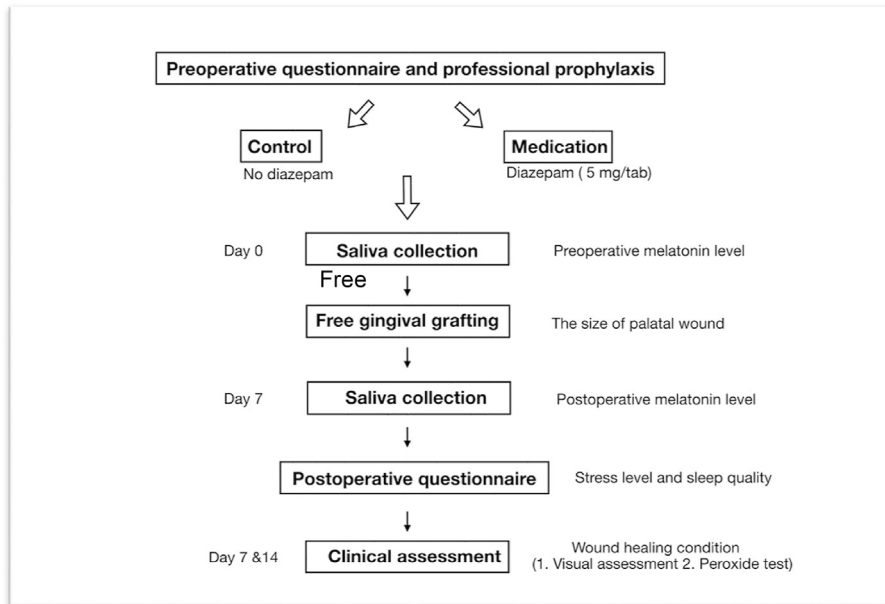 Preoperative questionnaire and professional prophylaxis
Control
Medication
No diazepam
Diazepam ( 5 mg/tab)
Day 0
Saliva collection
Preoperative melatonin level
Free
Free gingival grafting
The size of palatal wound
Day 7
Saliva collection
Postoperative melatonin level
Postoperative questionnaire
Stress level and sleep quality
Day 7 &14
Clinical assessment
Wound healing condition
(1. Visual assessment 2. Peroxide test)